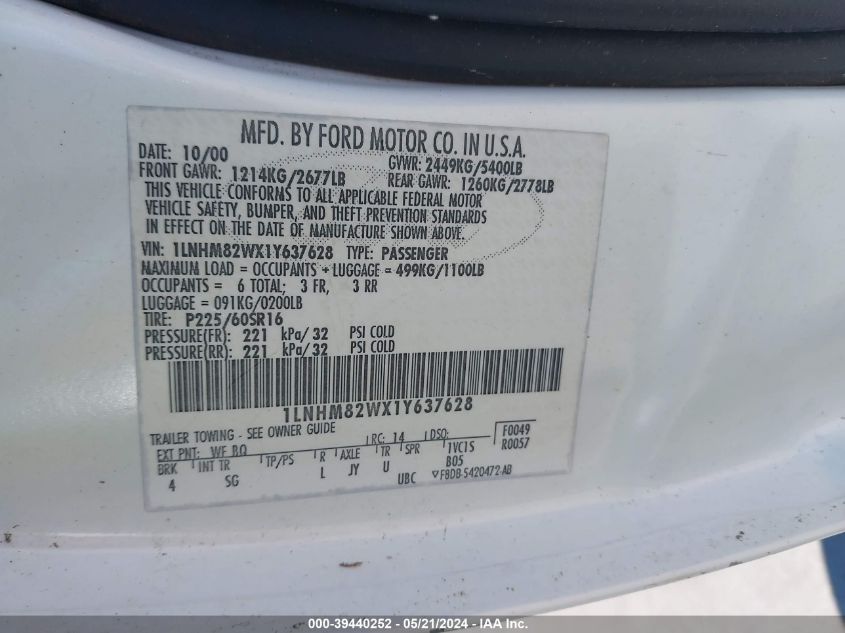 MFD. BY FORD MOTOR CO. IN U.S.A.
DATE: 10/00 GVWR: 2449KG/5400LB
FRONT GAWR: 1214KG/2677LB REAR GAWR: 1260KG/2778LB
THIS VEHICLE CONFORMS TO ALL APPLICABLE FEDERAL MOTOR
VEHICLE SAFETY, BUMPER, AND THEFT PREVENTION STANDARDS
IN EFFECT ON THE DATE OF MANUFACTURE SHOWN ABOVE.
VIN: 1LNHM82WX1Y637628 TYPE: PASSENGER
MAXIMUM LOAD = OCCUPANTS + LUGGAGE = 499KG/1100LB
OCCUPANTS = 6 TOTAL; 3 FR, 3 RR
LUGGAGE = 091KG/0200LB
TIRE: P225/60SR16
PRESSURE(FR): 221 kPa/ 32 PSI COLD
PRESSURE(RR): 221 kPa/ 32 PSI COLD
1LNHM82WX1Y637628
TRAILER TOWING - SEE OWNER GUIDE
EXT PNT: WF BQ RC: 14 DSO: F0049
BRK INT TR TP/PS R AXLE TR SPR 1VC1S R0057
4 SG L JY U B05
UBC F8DB-5420472-AB
000-39440252 - 05/21/2024 - IAA Inc.